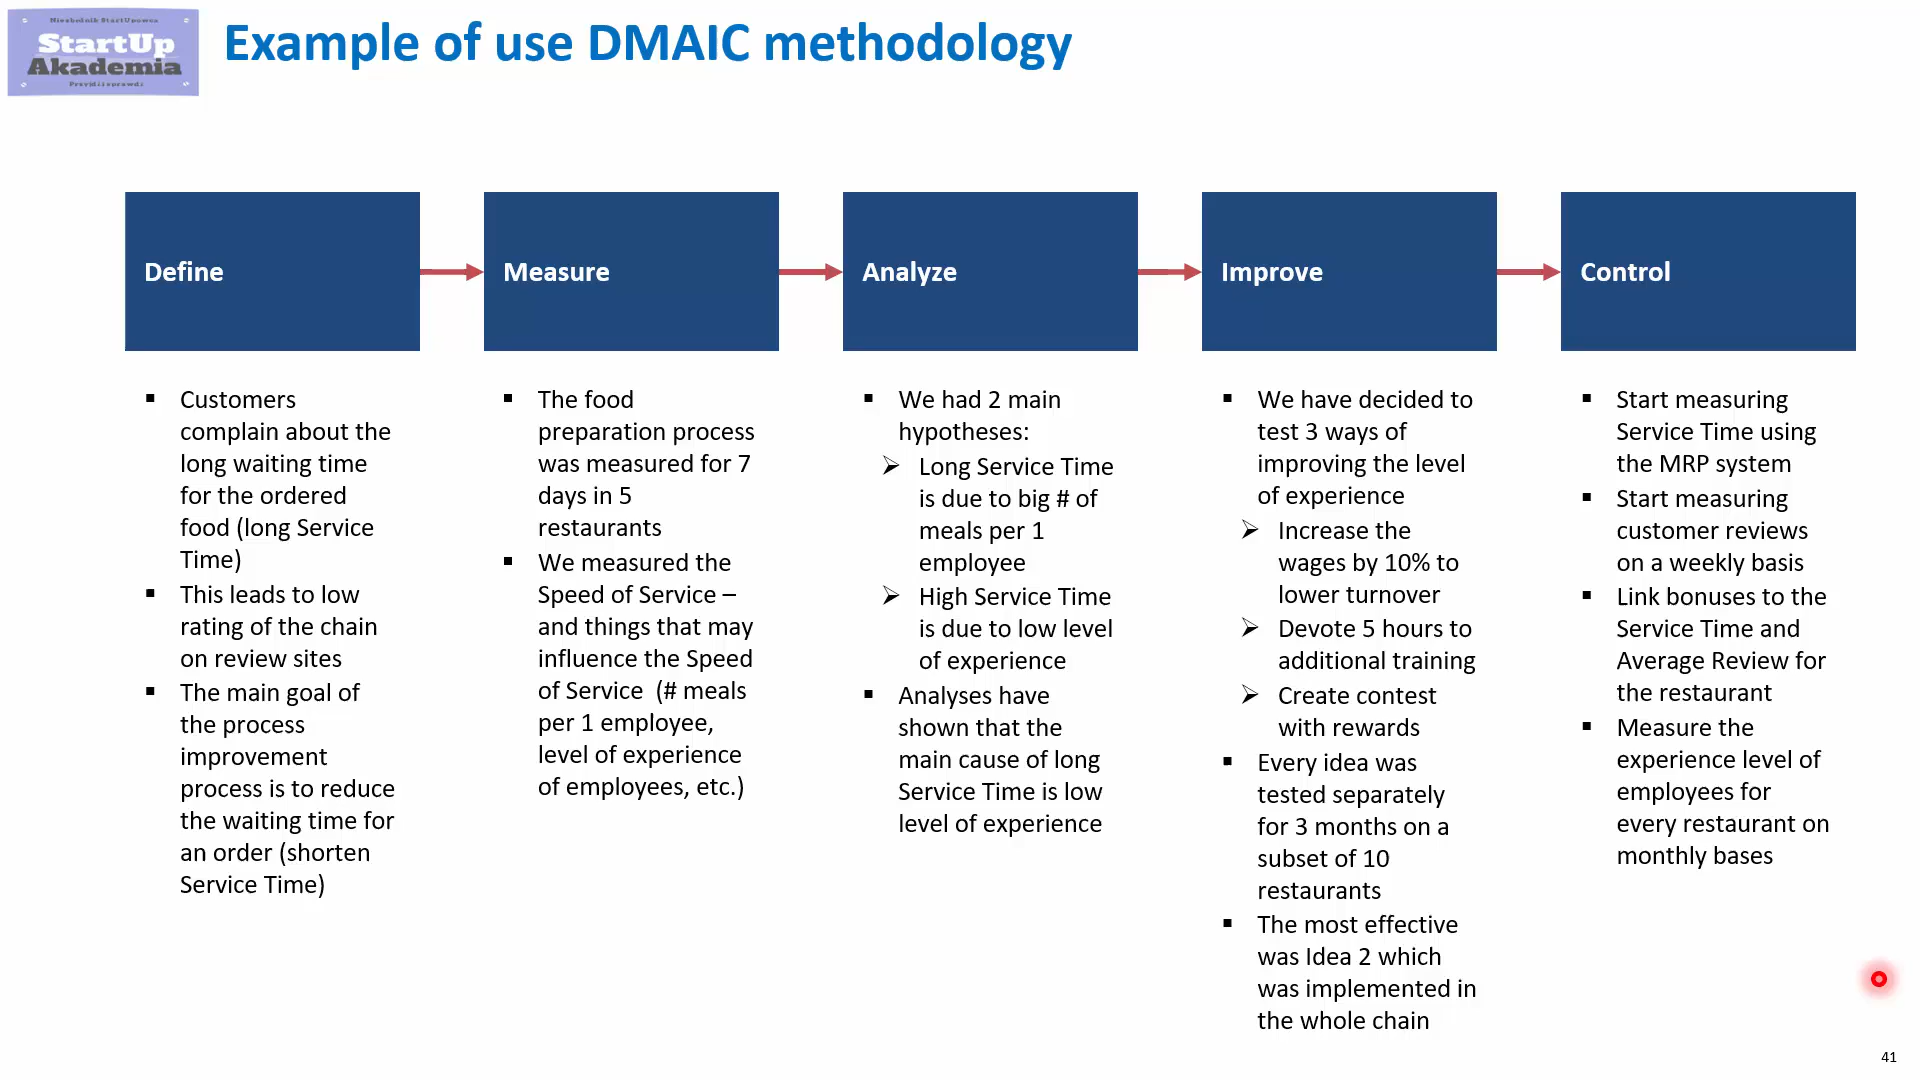 Nizabodnik StartUpowca
StartUp
Akademia
Przyjdź i sprawdź
Example of use DMAIC methodology
Define
Measure
Analyze
Improve
Control
▪ Customers
complain about the
long waiting time
for the ordered
food (long Service
Time)
▪ This leads to low
rating of the chain
on review sites
▪ The main goal of
the process
improvement
process is to reduce
the waiting time for
an order (shorten
Service Time)
▪ The food
preparation process
was measured for 7
days in 5
restaurants
▪ We measured the
Speed of Service –
and things that may
influence the Speed
of Service (# meals
per 1 employee,
level of experience
of employees, etc.)
▪ We had 2 main
hypotheses:
➢ Long Service Time
is due to big # of
meals per 1
employee
➢ High Service Time
is due to low level
of experience
▪ Analyses have
shown that the
main cause of long
Service Time is low
level of experience
▪ We have decided to
test 3 ways of
improving the level
of experience
➢ Increase the
wages by 10% to
lower turnover
➢ Devote 5 hours to
additional training
➢ Create contest
with rewards
▪ Every idea was
tested separately
for 3 months on a
subset of 10
restaurants
▪ The most effective
was Idea 2 which
was implemented in
the whole chain
▪ Start measuring
Service Time using
the MRP system
▪ Start measuring
customer reviews
on a weekly basis
▪ Link bonuses to the
Service Time and
Average Review for
the restaurant
▪ Measure the
experience level of
employees for
every restaurant on
monthly bases
41